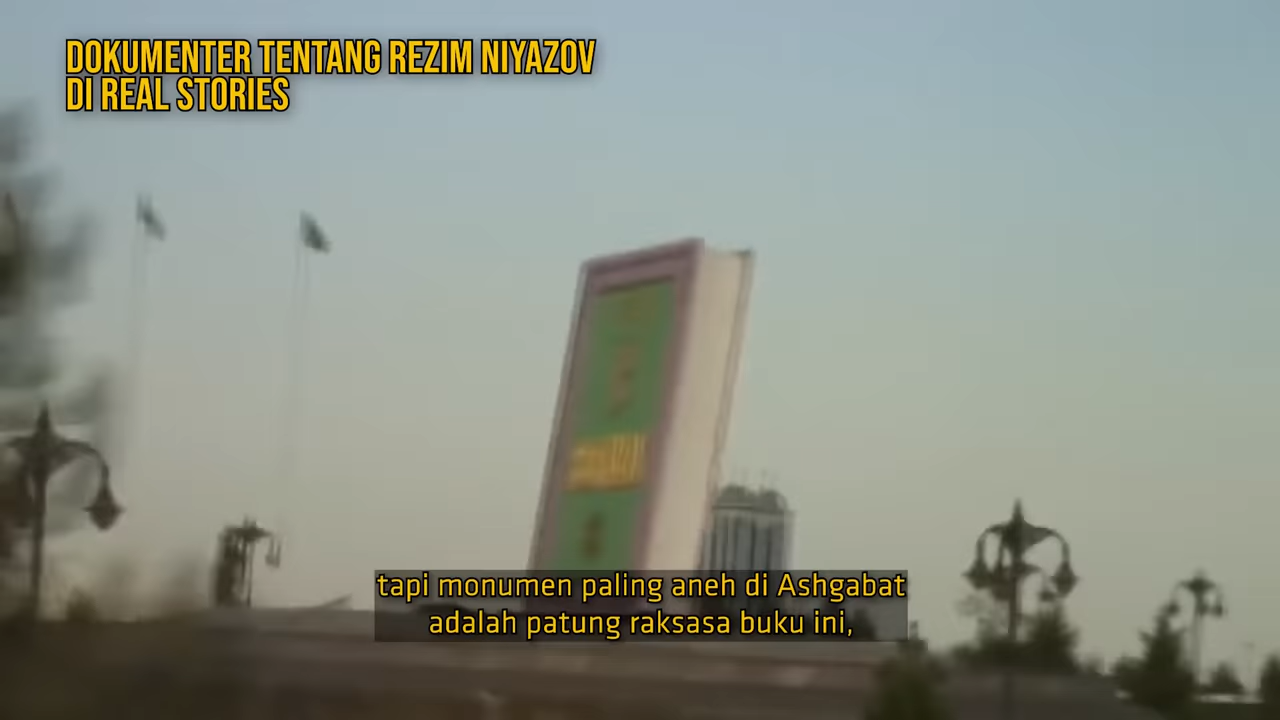 DOKUMENTER TENTANG REZIM NIYAZOV
DI REAL STORIES
tapi monumen paling aneh di Ashgabat
adalah patung raksasa buku ini,